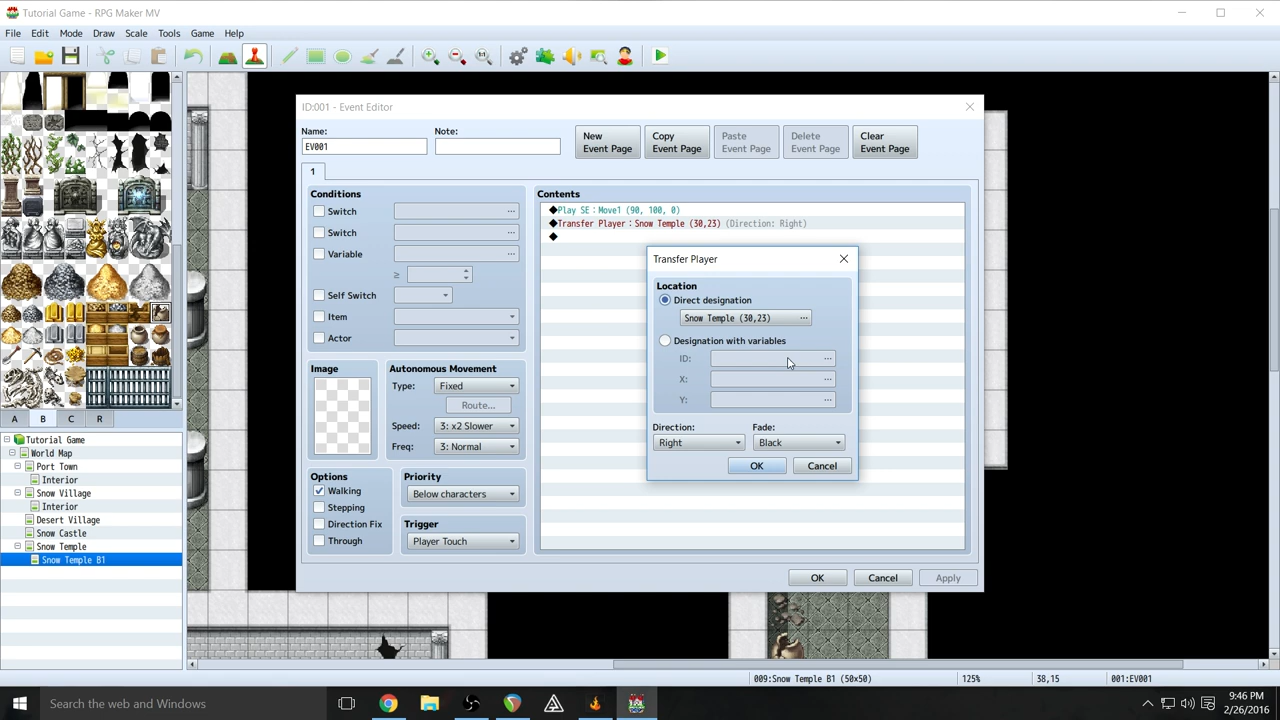 Tutorial Game - RPG Maker MV
File Edit Mode Draw Scale Tools Game Help
1:1
ID:001 - Event Editor
Name: Note:
EV001
New Event Page
Copy Event Page
Paste Event Page
Delete Event Page
Clear Event Page
1
Conditions
Switch ...
Switch ...
Variable ...
≥
Self Switch
Item
Actor
Image
Autonomous Movement
Type: Fixed
Route...
Speed: 3: x2 Slower
Freq: 3: Normal
Options
Walking
Stepping
Direction Fix
Through
Priority
Below characters
Trigger
Player Touch
Contents
◆Play SE：Move1 (90, 100, 0)
◆Transfer Player：Snow Temple (30,23) (Direction: Right)
◆
Transfer Player
Location
Direct designation
Snow Temple (30,23) ...
Designation with variables
ID: ...
X: ...
Y: ...
Direction: Fade:
Right Black
OK Cancel
OK Cancel Apply
A B C R
Tutorial Game
World Map
Port Town
Interior
Snow Village
Interior
Desert Village
Snow Castle
Snow Temple
Snow Temple B1
009:Snow Temple B1 (50x50) 125% 38,15 001:EV001
Search the web and Windows
9:46 PM
2/26/2016